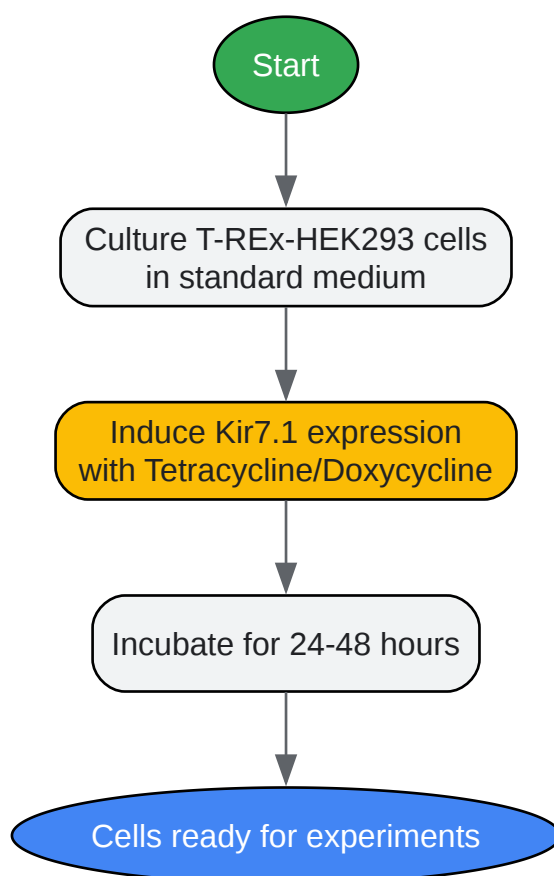 Start
Culture T-REx-HEK293 cells
in standard medium
Induce Kir7.1 expression
with Tetracycline/Doxycycline
Incubate for 24-48 hours
Cells ready for experiments